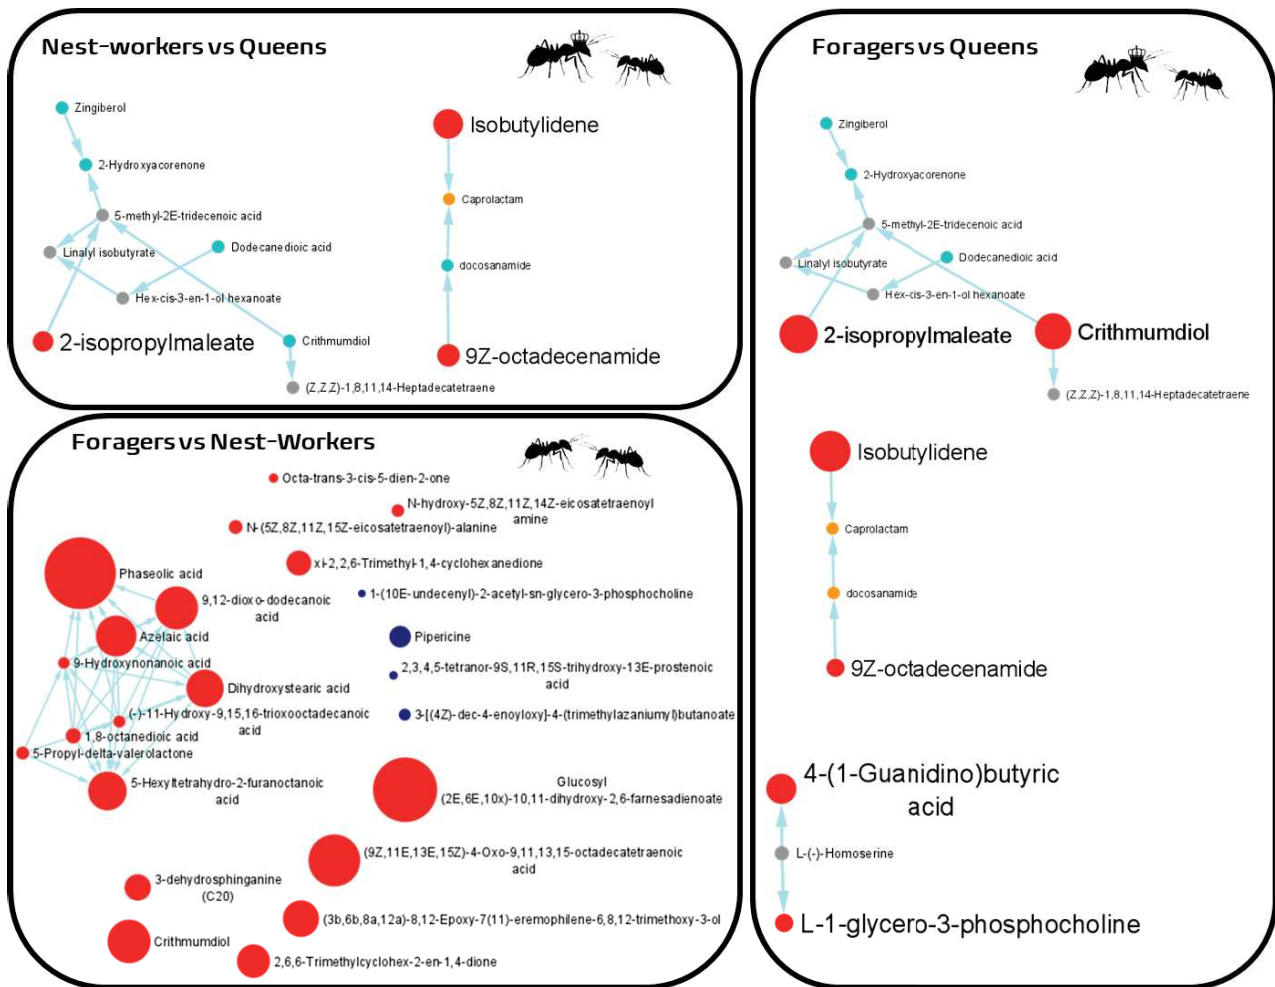 Nest-workers vs Queens
Zingiberol
2-Hydroxyacorenone
5-methyl-2E-tridecenoic acid
Linalyl isobutyrate
Dodecanedioic acid
Hex-cis-3-en-1-ol hexanoate
2-isopropylmaleate
Crithmumdiol
(Z,Z,Z)-1,8,11,14-Heptadecatetraene
Isobutylidene
Caprolactam
docosanamide
9Z-octadecenamide
Foragers vs Queens
Zingiberol
2-Hydroxyacorenone
5-methyl-2E-tridecenoic acid
Linalyl isobutyrate
Dodecanedioic acid
Hex-cis-3-en-1-ol hexanoate
2-isopropylmaleate
Crithmumdiol
(Z,Z,Z)-1,8,11,14-Heptadecatetraene
Isobutylidene
Caprolactam
docosanamide
9Z-octadecenamide
4-(1-Guanidino)butyric
acid
L-(-)-Homoserine
L-1-glycero-3-phosphocholine
Foragers vs Nest-Workers
Octa-trans-3-cis-5-dien-2-one
N-hydroxy-5Z,8Z,11Z,14Z-eicosatetraenoyl
amine
N-(5Z,8Z,11Z,15Z-eicosatetraenoyl)-alanine
xi-2,2,6-Trimethyl-1,4-cyclohexanedione
Phaseolic acid
1-(10E-undecenyl)-2-acetyl-sn-glycero-3-phosphocholine
9,12-dioxo-dodecanoic
acid
Azelaic acid
Pipericine
9-Hydroxynonanoic acid
2,3,4,5-tetranor-9S,11R,15S-trihydroxy-13E-prostenoic
acid
Dihydroxystearic acid
(-)-11-Hydroxy-9,15,16-trioxooctadecanoic
acid
3-[(4Z)-dec-4-enoyloxy]-4-(trimethylazaniumyl)butanoate
1,8-octanedioic acid
5-Propyl-delta-valerolactone
5-Hexyltetrahydro-2-furanoctanoic
acid
Glucosyl
(2E,6E,10x)-10,11-dihydroxy-2,6-farnesadienoate
(9Z,11E,13E,15Z)-4-Oxo-9,11,13,15-octadecatetraenoic
acid
3-dehydrosphinganine
(C20)
(3b,6b,8a,12a)-8,12-Epoxy-7(11)-eremophilene-6,8,12-trimethoxy-3-ol
Crithmumdiol
2,6,6-Trimethylcyclohex-2-en-1,4-dione